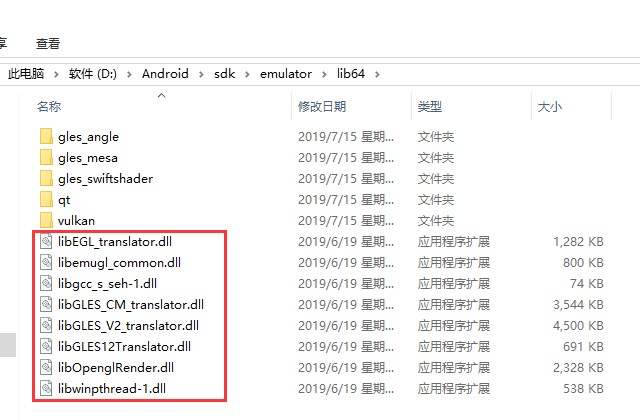 享 查看
此电脑 > 软件 (D:) > Android > sdk > emulator > lib64 >
名称 修改日期 类型 大小
gles_angle 2019/7/15 星期... 文件夹
gles_mesa 2019/7/15 星期... 文件夹
gles_swiftshader 2019/7/15 星期... 文件夹
qt 2019/7/15 星期... 文件夹
vulkan 2019/7/15 星期... 文件夹
libEGL_translator.dll 2019/6/19 星期... 应用程序扩展 1,282 KB
libemugl_common.dll 2019/6/19 星期... 应用程序扩展 800 KB
libgcc_s_seh-1.dll 2019/6/19 星期... 应用程序扩展 74 KB
libGLES_CM_translator.dll 2019/6/19 星期... 应用程序扩展 3,544 KB
libGLES_V2_translator.dll 2019/6/19 星期... 应用程序扩展 4,500 KB
libGLES12Translator.dll 2019/6/19 星期... 应用程序扩展 691 KB
libOpenglRender.dll 2019/6/19 星期... 应用程序扩展 2,328 KB
libwinpthread-1.dll 2019/6/19 星期... 应用程序扩展 538 KB